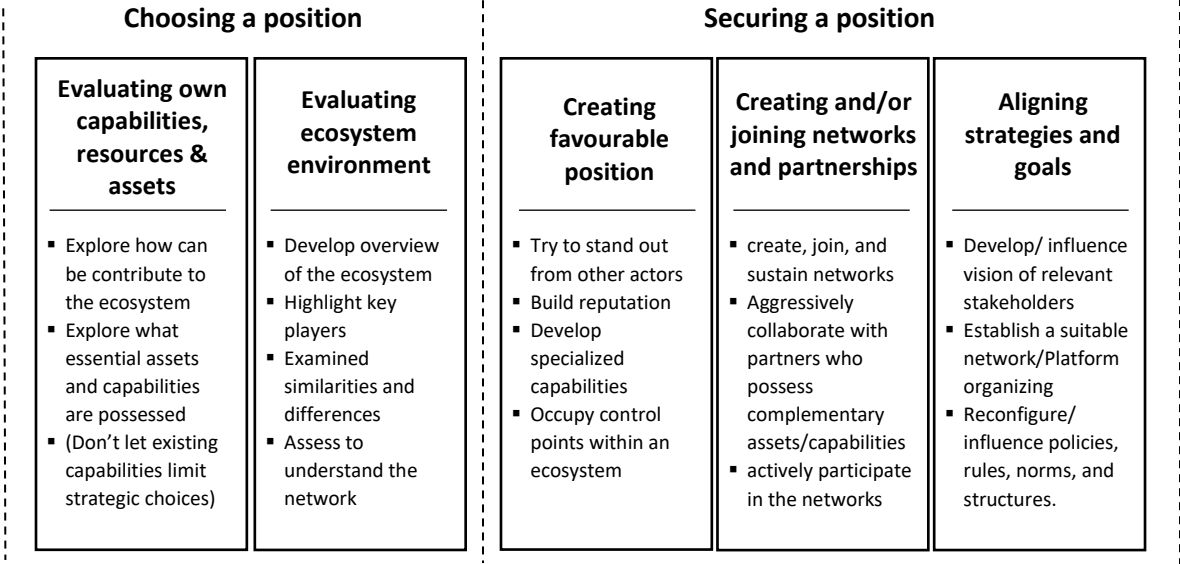 Choosing a position
Securing a position
Evaluating own
capabilities,
resources &
assets
▪ Explore how can
be contribute to
the ecosystem
▪ Explore what
essential assets
and capabilities
are possessed
▪ (Don’t let existing
capabilities limit
strategic choices)
Evaluating
ecosystem
environment
▪ Develop overview
of the ecosystem
▪ Highlight key
players
▪ Examined
similarities and
differences
▪ Assess to
understand the
network
Creating
favourable
position
▪ Try to stand out
from other actors
▪ Build reputation
▪ Develop
specialized
capabilities
▪ Occupy control
points within an
ecosystem
Creating and/or
joining networks
and partnerships
▪ create, join, and
sustain networks
▪ Aggressively
collaborate with
partners who
possess
complementary
assets/capabilities
▪ actively participate
in the networks
Aligning
strategies and
goals
▪ Develop/ influence
vision of relevant
stakeholders
▪ Establish a suitable
network/Platform
organizing
▪ Reconfigure/
influence policies,
rules, norms, and
structures.